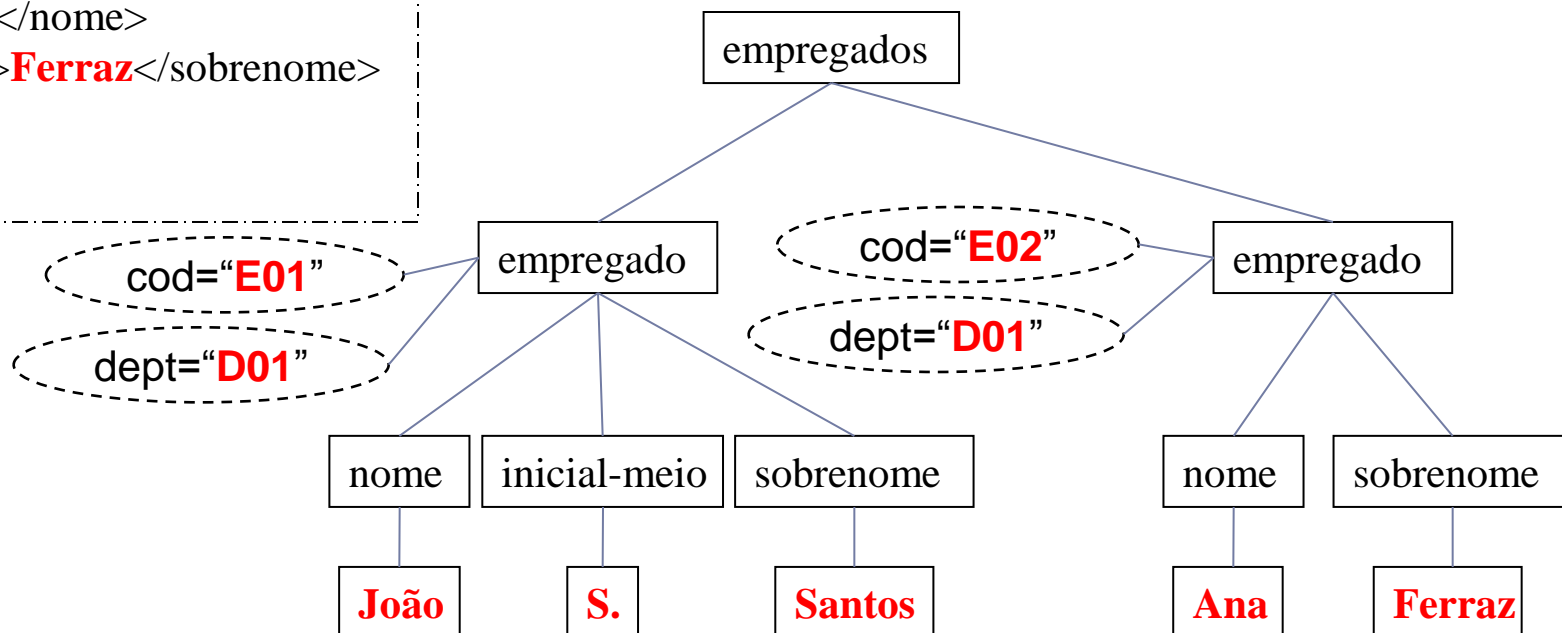 </nome>
>Ferraz</sobrenome>
empregados
cod=“E01”
dept=“D01”
empregado
cod=“E02”
dept=“D01”
empregado
nome
inicial-meio
sobrenome
nome
sobrenome
João
S.
Santos
Ana
Ferraz